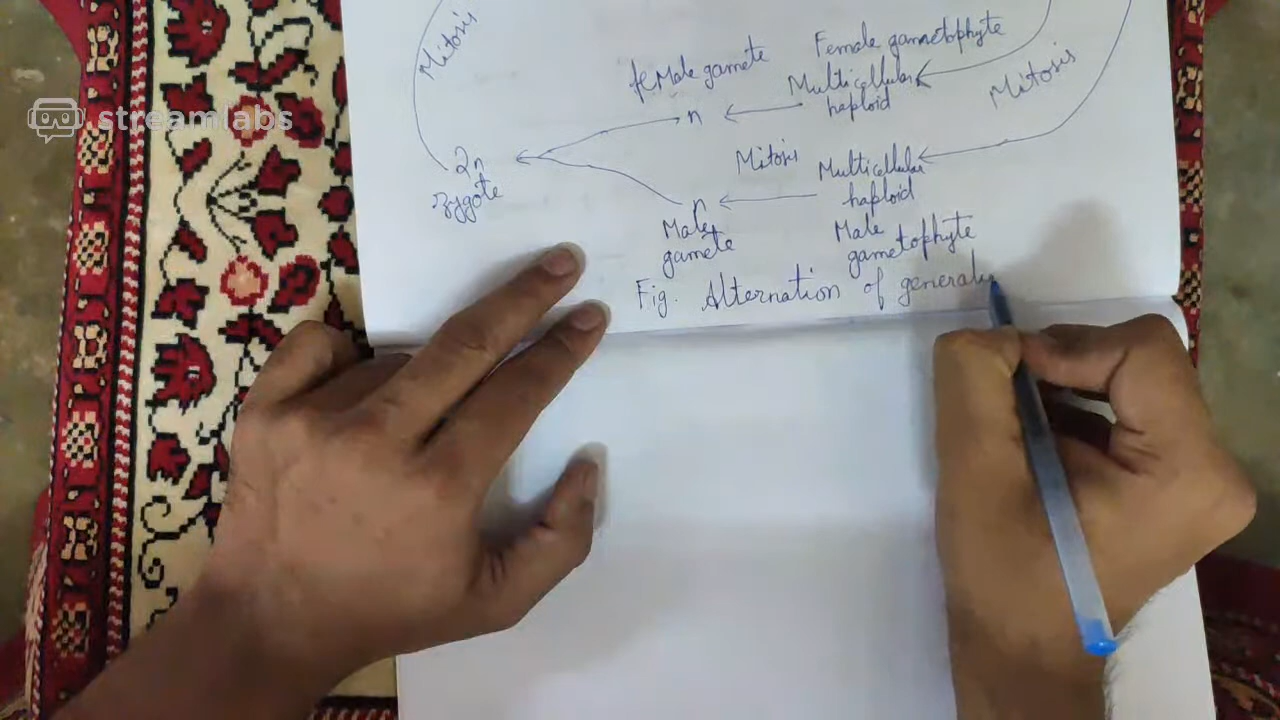 streamlabs
Mitosis
Female gametophyte
feMale gamete
Multicellular
haploid
Mitosis
n
2n
zygote
Mitosis
Multicellular
haploid
n
Male
gamete
Male
gametophyte
Fig. Alternation of generati